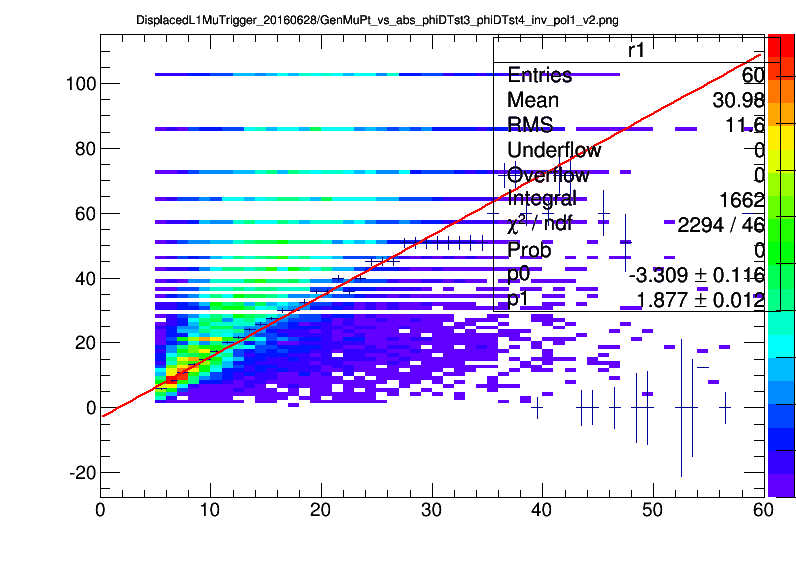 DisplacedL1MuTrigger_20160628/GenMuPt_vs_abs_phiDTst3_phiDTst4_inv_pol1_v2.png
r1
Entries 60
Mean 30.98
RMS 11.6
Underflow 0
Overflow 0
Integral 1662
χ² / ndf 2294 / 46
Prob 0
p0 -3.309 ± 0.116
p1 1.877 ± 0.012
100
80
60
40
20
0
-20
0 10 20 30 40 50 60